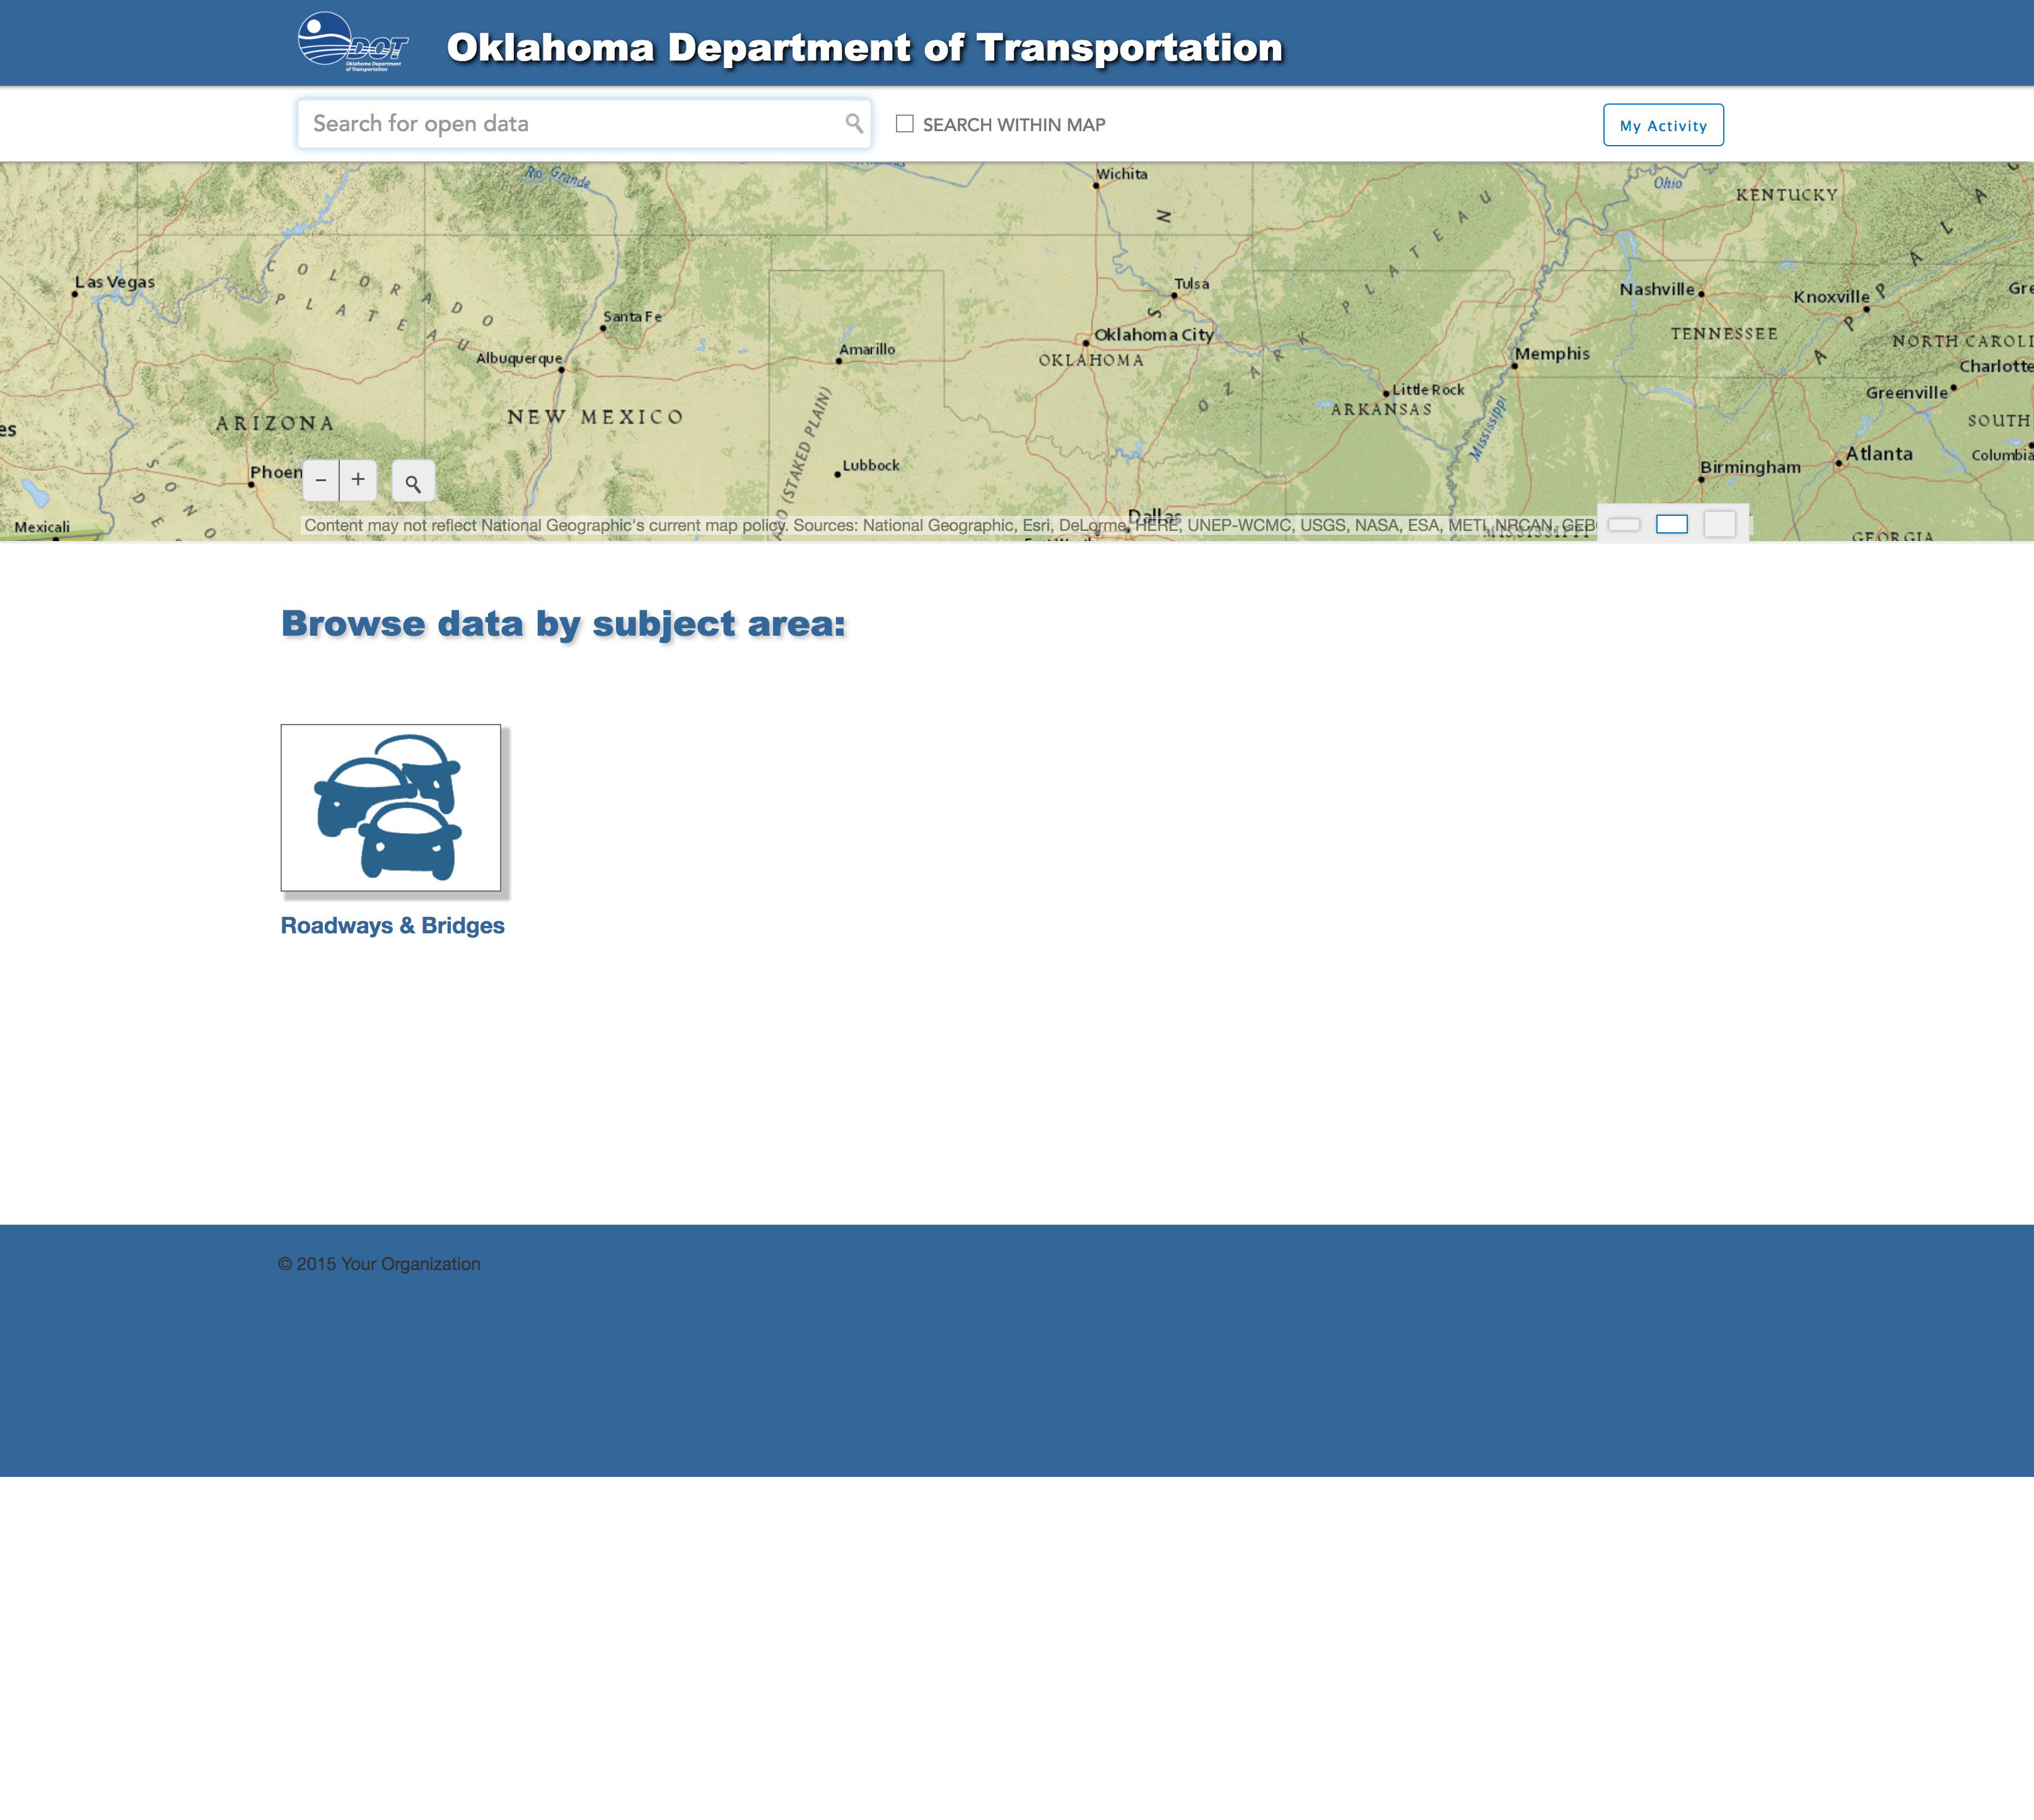 DOT
Oklahoma Department
of Transportation
Oklahoma Department of Transportation
Search for open data
SEARCH WITHIN MAP
My Activity
Rio Grande
Wichita
Ohio
KENTUCKY
Las Vegas
COLORADO
PLATEAU
Santa Fe
Albuquerque
Amarillo
Tulsa
Oklahoma City
OKLAHOMA
OZARK PLATEAU
Nashville
Knoxville
TENNESSEE
NORTH CAROLI
Memphis
Charlotte
Little Rock
ARKANSAS
Greenville
ARIZONA
NEW MEXICO
Mississippi
SOUTH
Phoen
Lubbock
(STAKED PLAIN)
Birmingham
Atlanta
Columbia
Mexicali
Dallas
MISSISSIPPI
GEORGIA
− +
Content may not reflect National Geographic's current map policy. Sources: National Geographic, Esri, DeLorme, HERE, UNEP-WCMC, USGS, NASA, ESA, METI, NRCAN, GEB
Browse data by subject area:
Roadways & Bridges
© 2015 Your Organization